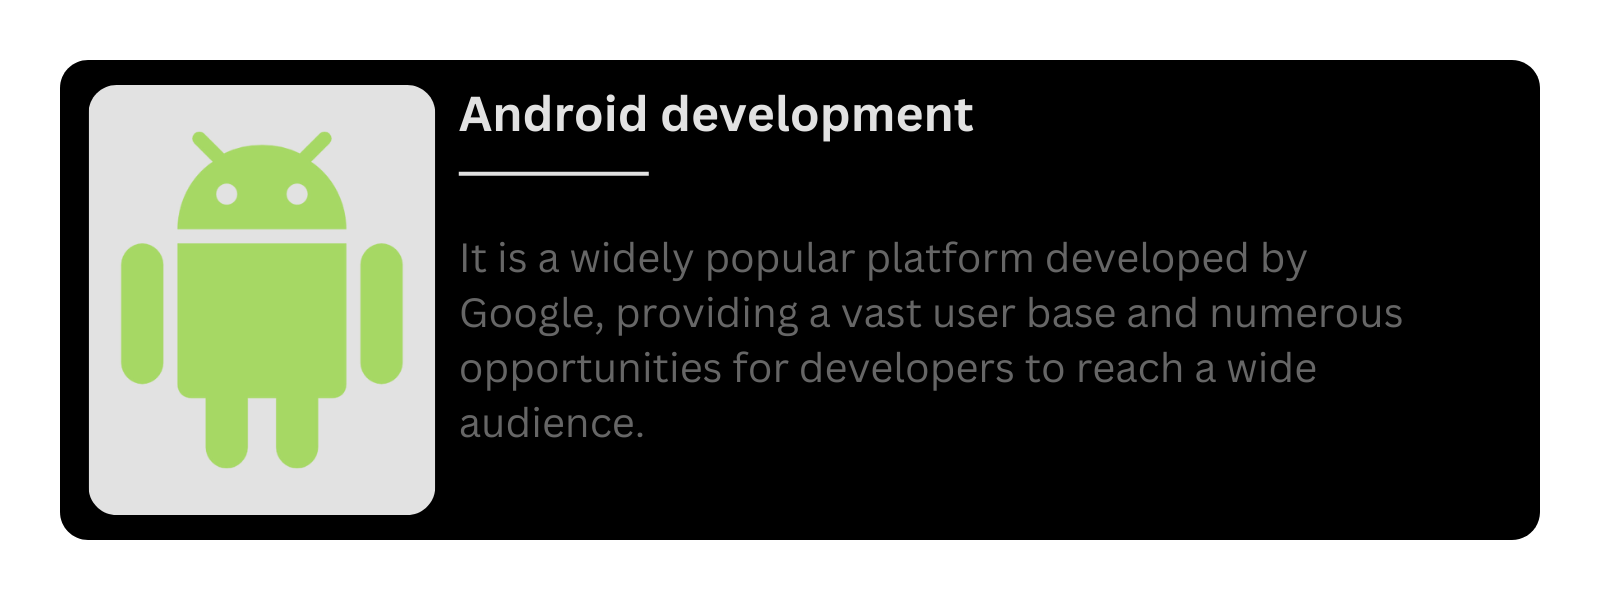 Android development
It is a widely popular platform developed by
Google, providing a vast user base and numerous
opportunities for developers to reach a wide
audience.